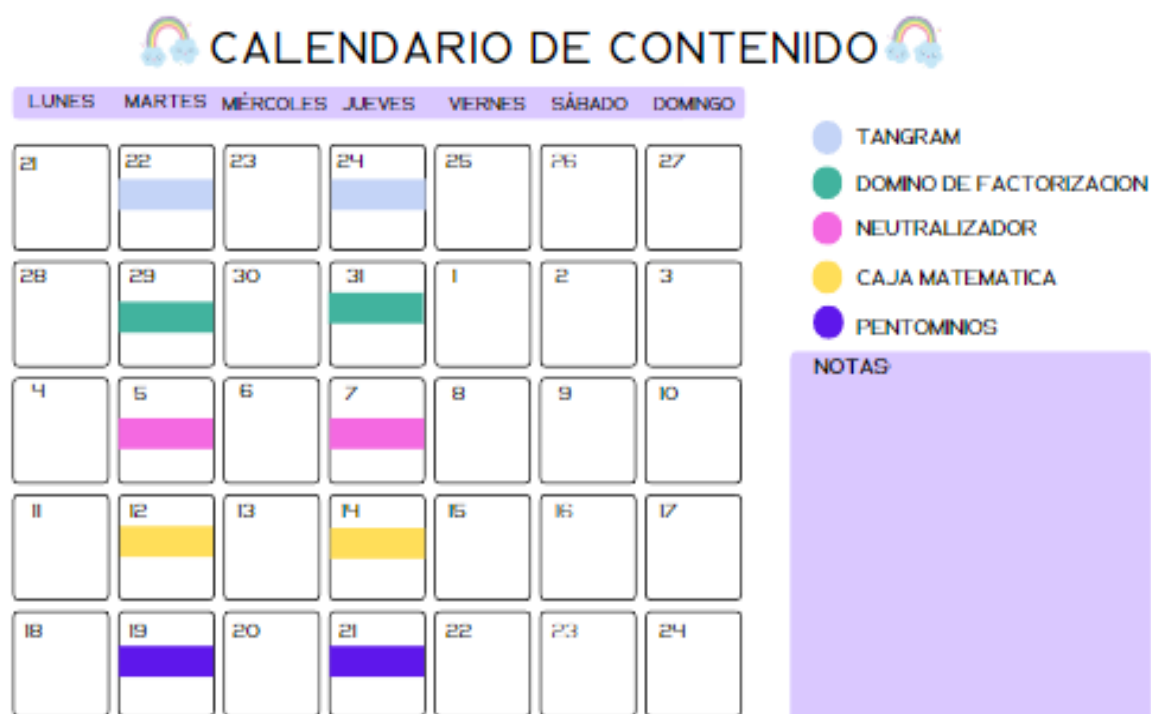 CALENDARIO DE CONTENIDO
LUNES MARTES MIÉRCOLES JUEVES VIERNES SÁBADO DOMINGO
21 22 23 24 25 26 27
28 29 30 31 1 2 3
4 5 6 7 8 9 10
11 12 13 14 15 16 17
18 19 20 21 22 23 24
TANGRAM
DOMINO DE FACTORIZACION
NEUTRALIZADOR
CAJA MATEMATICA
PENTOMINIOS
NOTAS: